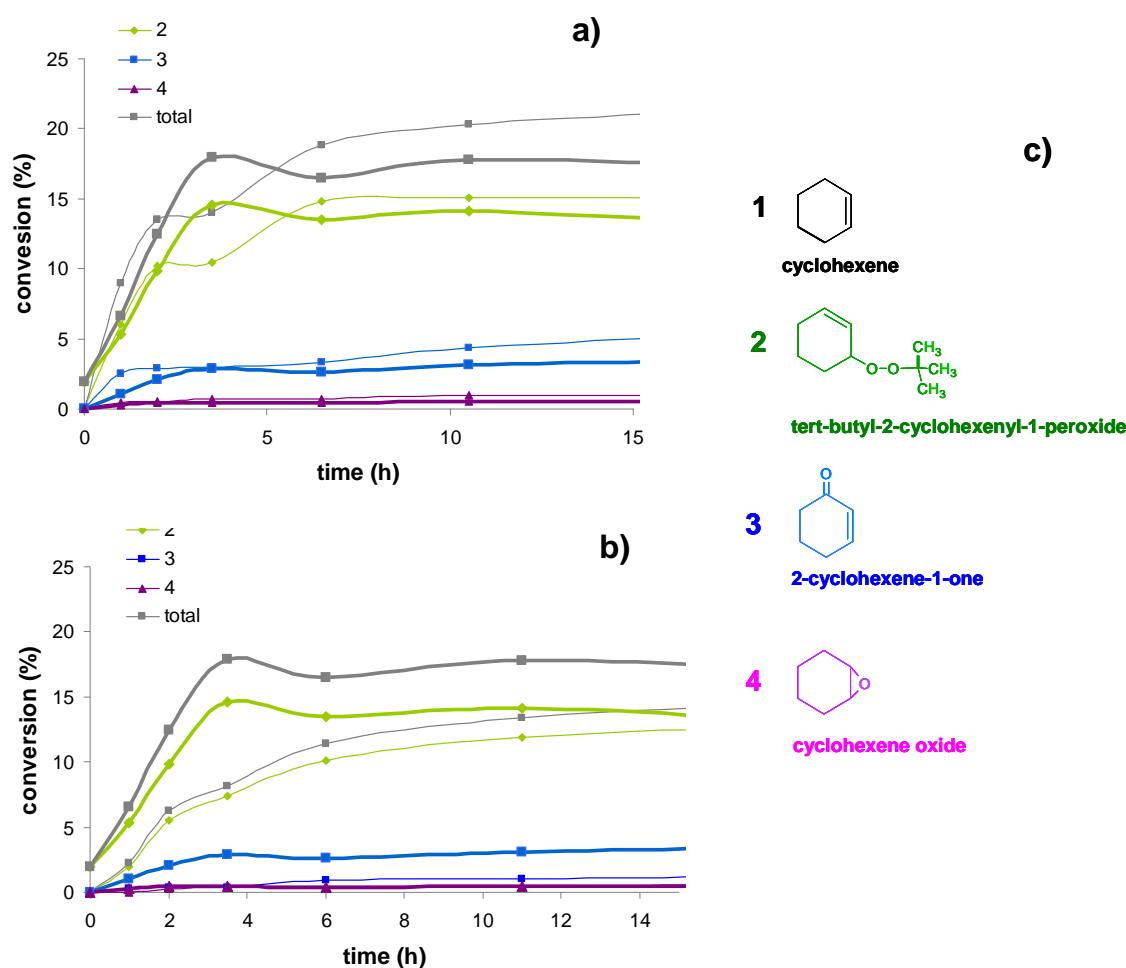 a)
2
3
4
total
25
20
15
10
5
0
convesion (%)
0 5 10 15
time (h)
b)
2
3
4
total
25
20
15
10
5
0
conversion (%)
0 2 4 6 8 10 12 14
time (h)
c)
1
cyclohexene
2
O-O
CH3
CH3
CH3
tert-butyl-2-cyclohexenyl-1-peroxide
3
O
2-cyclohexene-1-one
4
O
cyclohexene oxide